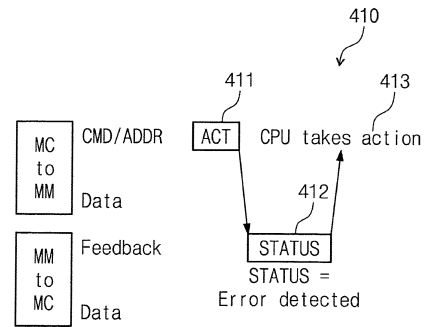 410
411
413
MC
to
MM
CMD/ADDR
ACT
CPU takes action
Data
412
MM
to
MC
Feedback
STATUS
STATUS =
Error detected
Data